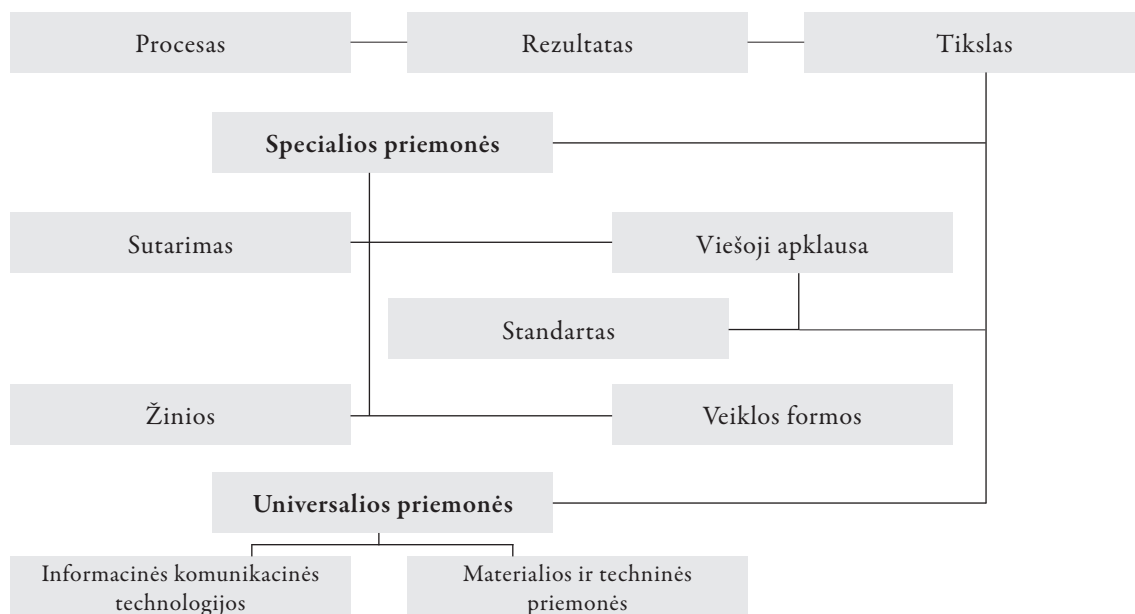 Procesas
Rezultatas
Tikslas
Specialios priemonės
Sutarimas
Viešoji apklausa
Standartas
Žinios
Veiklos formos
Universalios priemonės
Informacinės komunikacinės
technologijos
Materialios ir techninės
priemonės